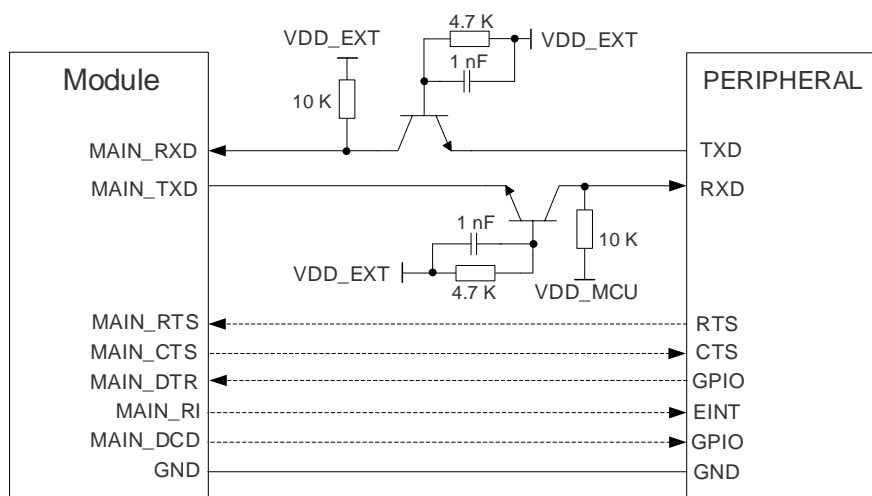 4.7 K
VDD_EXT
VDD_EXT
1 nF
Module
PERIPHERAL
10 K
MAIN_RXD
TXD
MAIN_TXD
RXD
1 nF
10 K
VDD_EXT
4.7 K
VDD_MCU
MAIN_RTS
RTS
MAIN_CTS
CTS
MAIN_DTR
GPIO
MAIN_RI
EINT
MAIN_DCD
GPIO
GND
GND